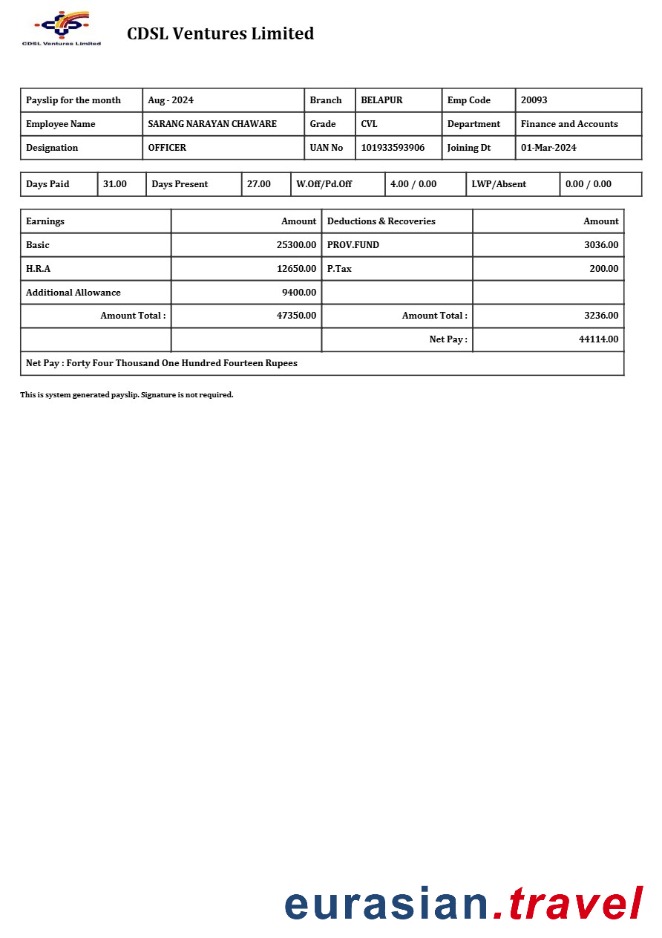 CDSL Ventures Limited
CDSL Ventures Limited
Payslip for the month Aug - 2024 Branch BELAPUR Emp Code 20093
Employee Name SARANG NARAYAN CHAWARE Grade CVL Department Finance and Accounts
Designation OFFICER UAN No 101933593906 Joining Dt 01-Mar-2024
Days Paid 31.00 Days Present 27.00 W.Off/Pd.Off 4.00 / 0.00 LWP/Absent 0.00 / 0.00
Earnings Amount Deductions & Recoveries Amount
Basic 25300.00 PROV.FUND 3036.00
H.R.A 12650.00 P.Tax 200.00
Additional Allowance 9400.00
Amount Total : 47350.00 Amount Total : 3236.00
Net Pay : 44114.00
Net Pay : Forty Four Thousand One Hundred Fourteen Rupees
This is system generated payslip. Signature is not required.
eurasian.travel